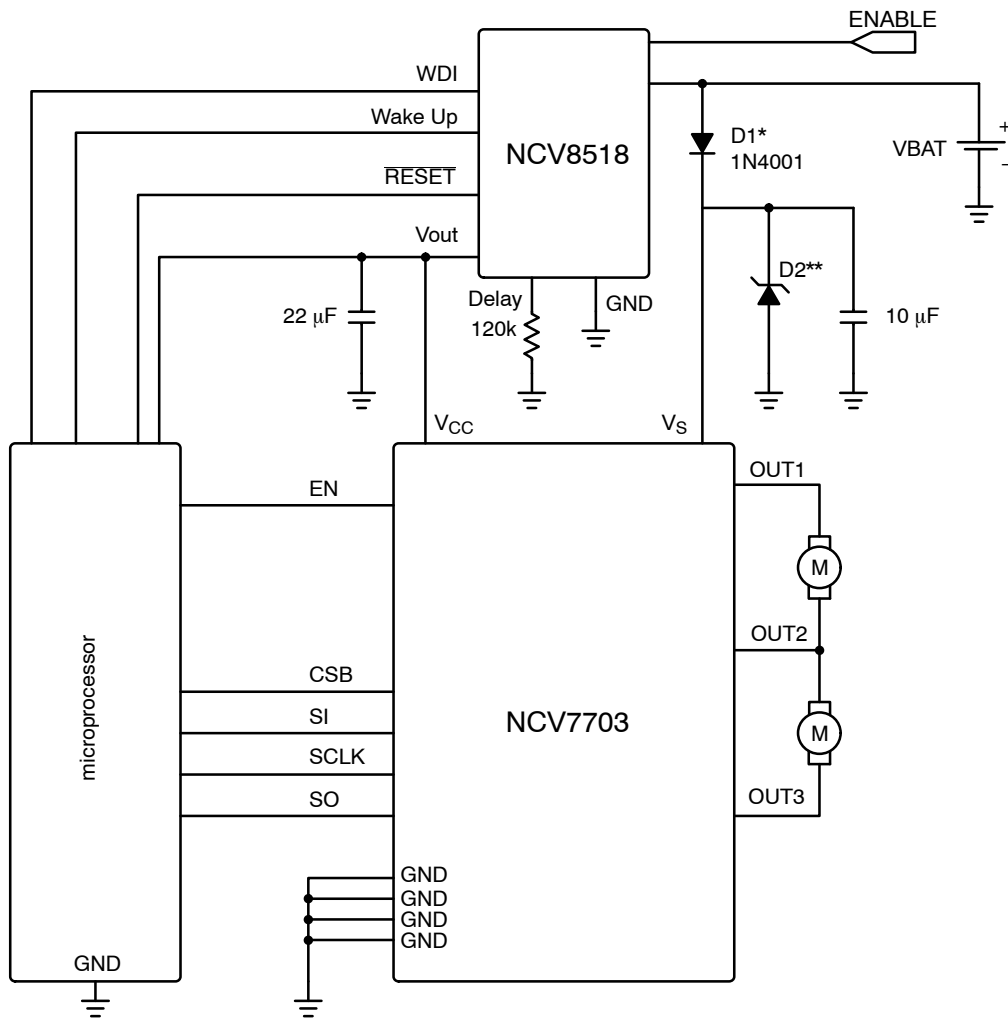 ENABLE
WDI
Wake Up
RESET
Vout
NCV8518
D1*
1N4001
VBAT
+
−
D2**
Delay
120k
GND
22 μF
10 μF
VCC
VS
EN
OUT1
M
OUT2
CSB
SI
SCLK
SO
microprocessor
NCV7703
M
OUT3
GND
GND
GND
GND
GND